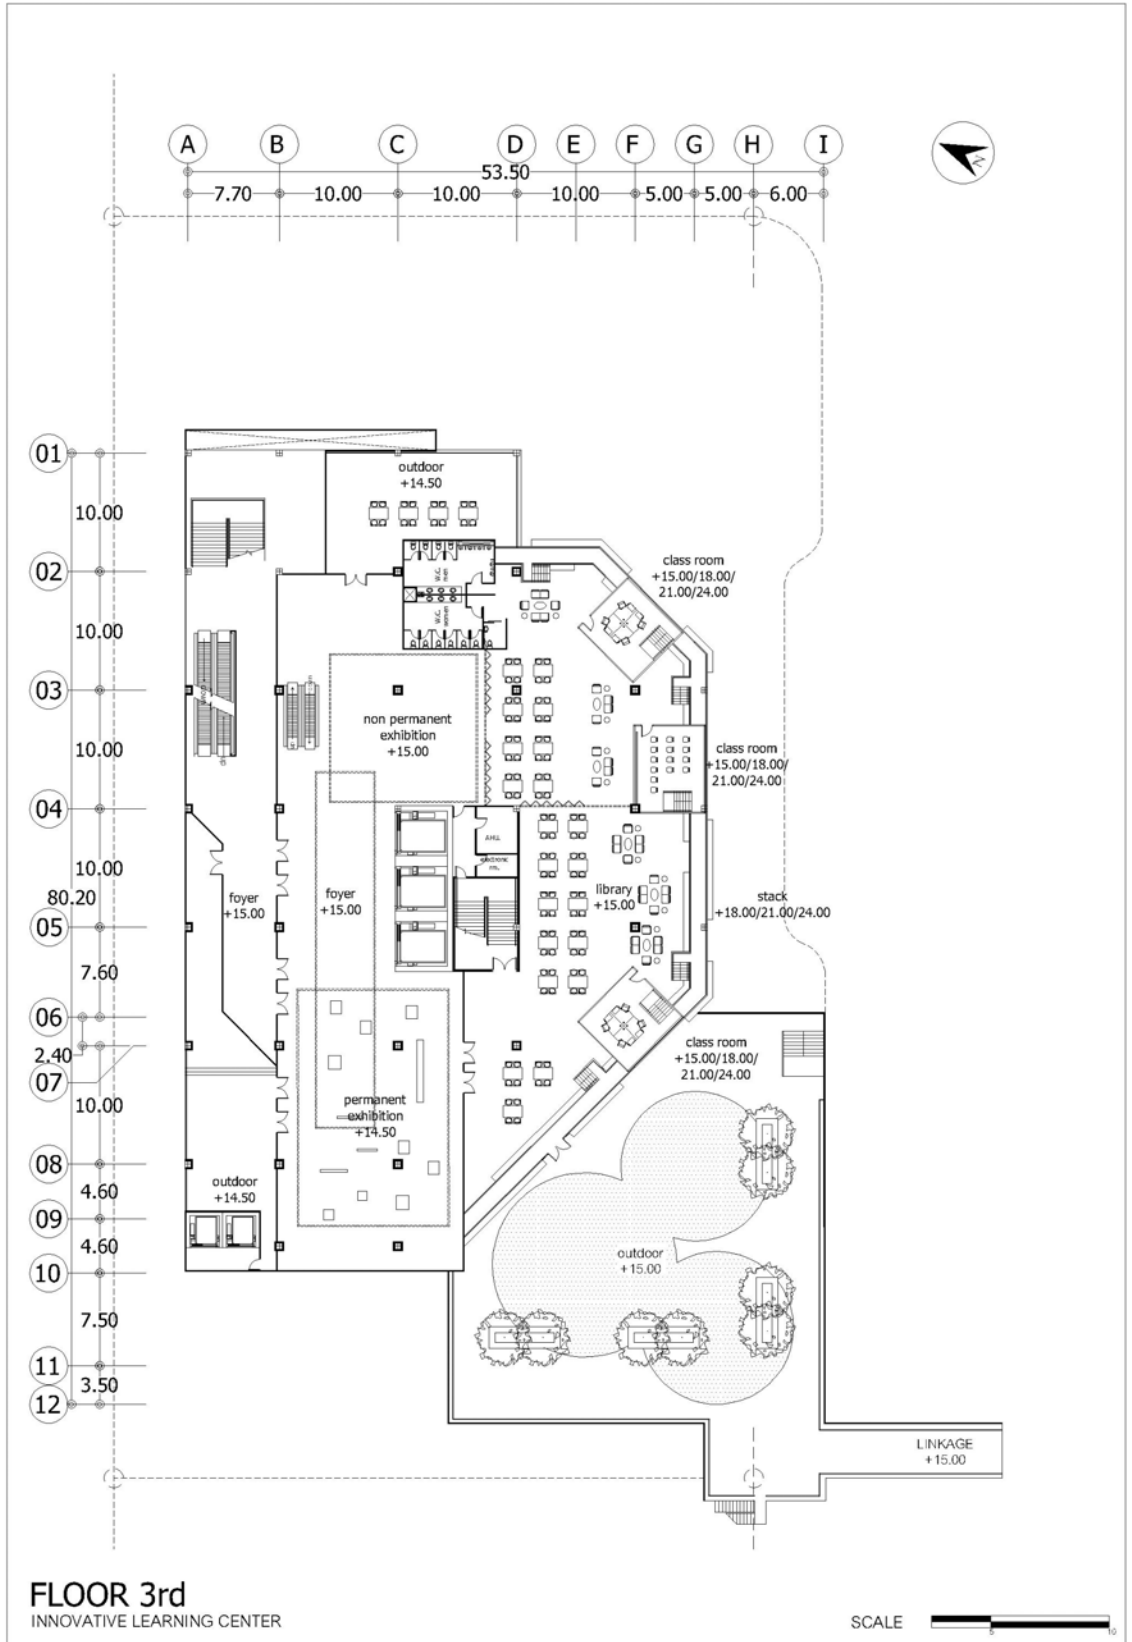 A B C D E F G H I
53.50
7.70 10.00 10.00 10.00 5.00 5.00 6.00
N
01
10.00
02
10.00
03
10.00
04
10.00
80.20
05
7.60
06
2.40
07
10.00
08
4.60
09
4.60
10
7.50
11
3.50
12
outdoor
+14.50
W.C.
men
W.C.
women
class room
+15.00/18.00/
21.00/24.00
non permanent
exhibition
+15.00
class room
+15.00/18.00/
21.00/24.00
A.H.U.
electronic
rm.
foyer
+15.00
foyer
+15.00
library
+15.00
stack
+18.00/21.00/24.00
class room
+15.00/18.00/
21.00/24.00
permanent
exhibition
+14.50
outdoor
+14.50
outdoor
+15.00
LINKAGE
+15.00
FLOOR 3rd
INNOVATIVE LEARNING CENTER
SCALE
5 10